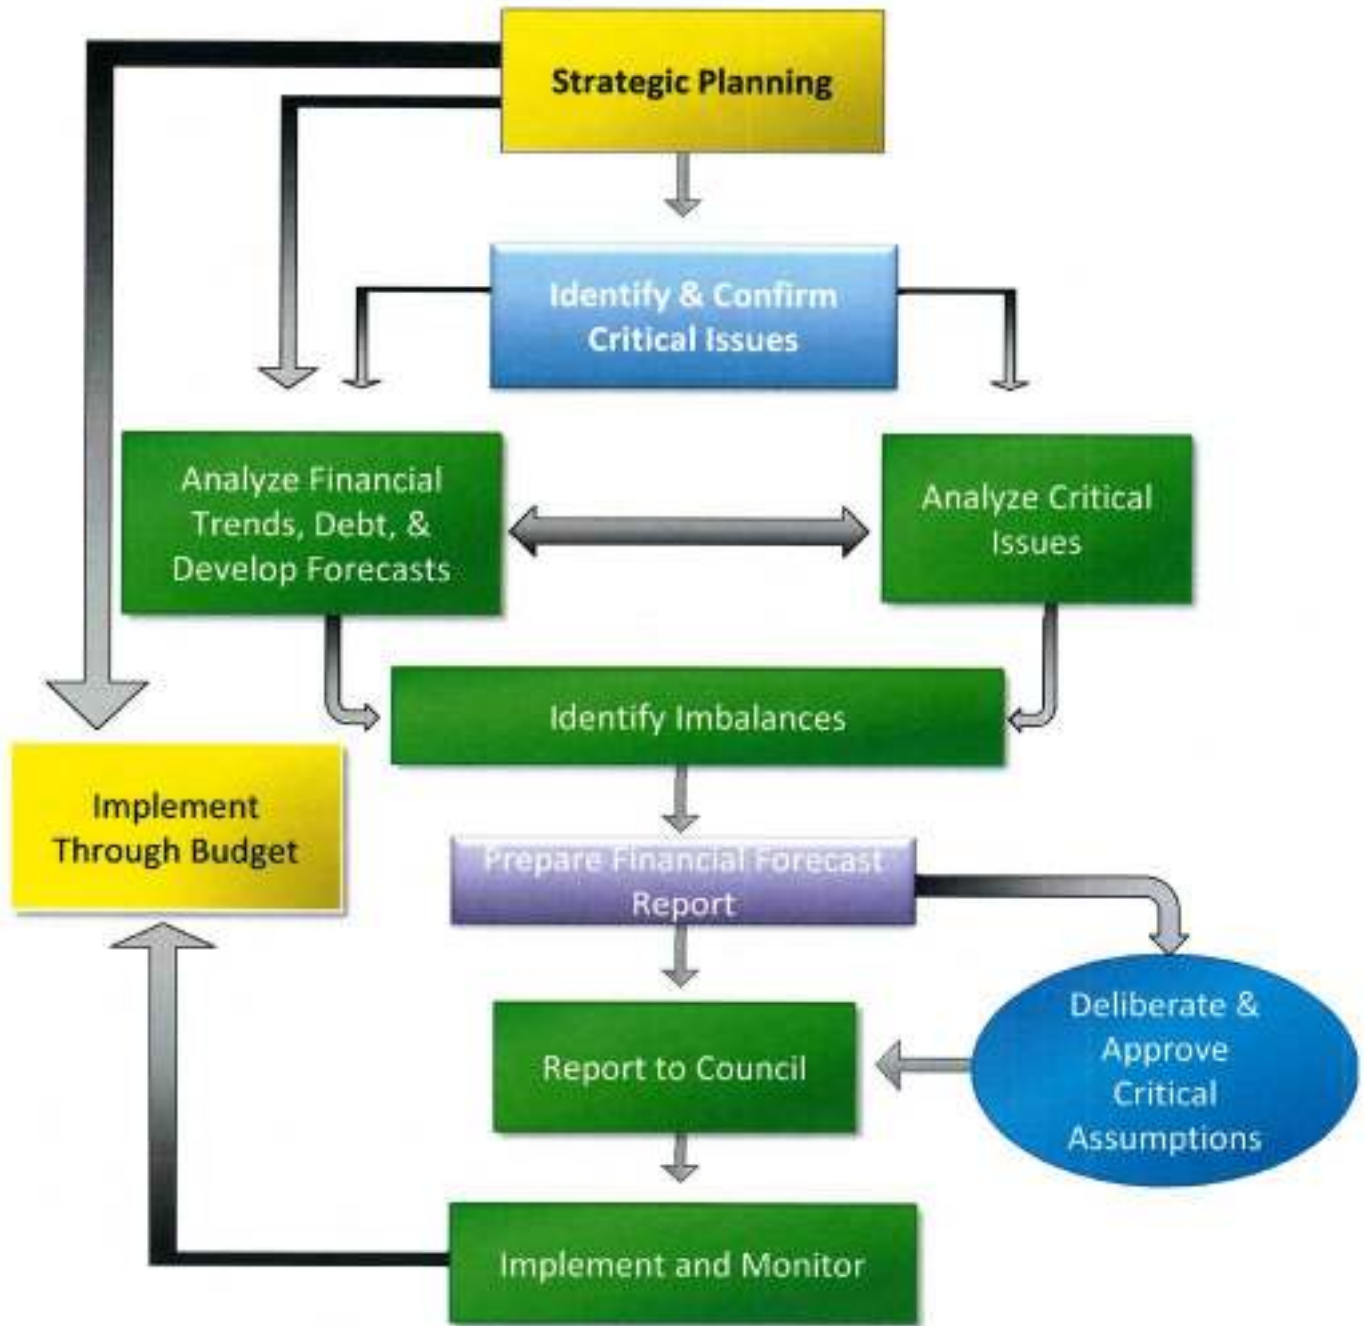 Strategic Planning
Identify & Confirm
Critical Issues
Analyze Financial
Trends, Debt, &
Develop Forecasts
Analyze Critical
Issues
Identify Imbalances
Implement
Through Budget
Prepare Financial Forecast
Report
Deliberate &
Approve
Critical
Assumptions
Report to Council
Implement and Monitor